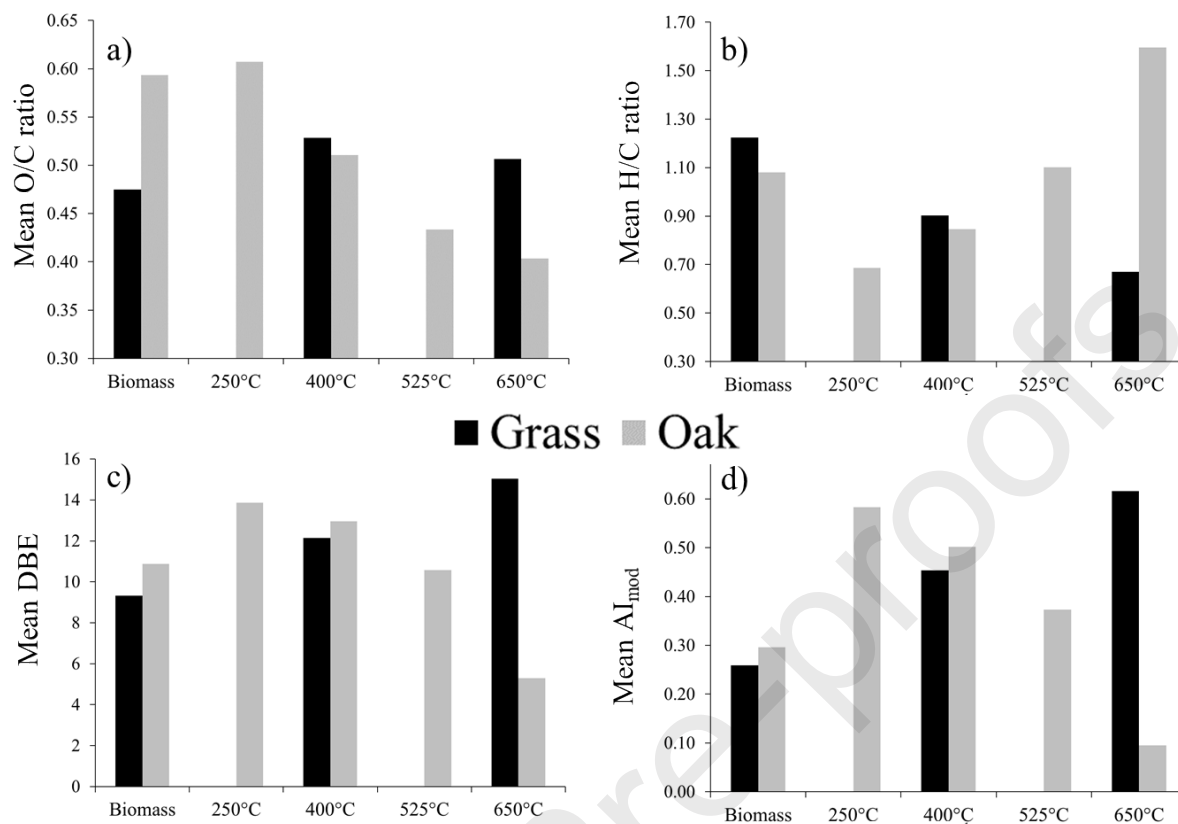 a)
Mean O/C ratio
0.65
0.60
0.55
0.50
0.45
0.40
0.35
0.30
Biomass 250°C 400°C 525°C 650°C
b)
Mean H/C ratio
1.70
1.50
1.30
1.10
0.90
0.70
0.50
0.30
Biomass 250°C 400°C 525°C 650°C
Grass Oak
c)
Mean DBE
16
14
12
10
8
6
4
2
0
Biomass 250°C 400°C 525°C 650°C
d)
Mean AImod
0.60
0.50
0.40
0.30
0.20
0.10
0.00
Biomass 250°C 400°C 525°C 650°C
re-proofs